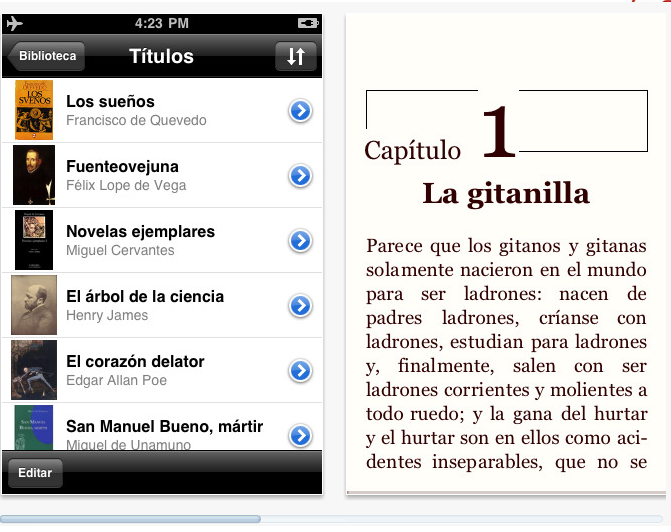 4:23 PM
Biblioteca
Títulos
Los sueños
Francisco de Quevedo
Fuenteovejuna
Félix Lope de Vega
Novelas ejemplares
Miguel Cervantes
El árbol de la ciencia
Henry James
El corazón delator
Edgar Allan Poe
San Manuel Bueno, mártir
Miguel de Unamuno
Editar
LOS
SUEÑOS
Capítulo 1
La gitanilla
Parece que los gitanos y gitanas
solamente nacieron en el mundo
para ser ladrones: nacen de
padres ladrones, críanse con
ladrones, estudian para ladrones
y, finalmente, salen con ser
ladrones corrientes y molientes a
todo ruedo; y la gana del hurtar
y el hurtar son en ellos como aci-
dentes inseparables, que no se